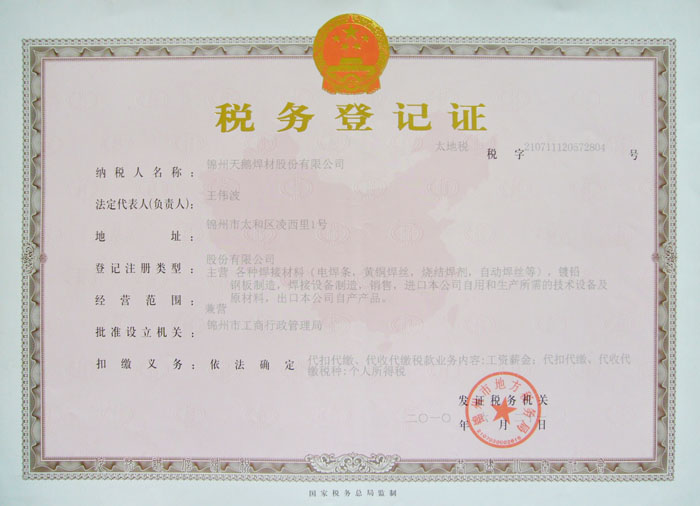 税务登记证
太地税 税 字 210711120572804 号
纳税人名称: 锦州天鹅焊材股份有限公司
法定代表人(负责人): 王伟波
地 址: 锦州市太和区凌西里1号
登记注册类型: 股份有限公司
主营 各种焊接材料(电焊条、黄铜焊丝、烧结焊剂、自动焊丝等),镀铅
钢板制造,焊接设备制造,销售、进口本公司自用和生产所需的技术设备及
经营范围: 原材料,出口本公司自产产品。
兼营
批准设立机关: 锦州市工商行政管理局
扣缴义务: 依法确定 代扣代缴、代收代缴税款业务内容:工资薪金; 代扣代缴、代收代
缴税种:个人所得税
发证税务机关
二〇一〇 年 月 日
国家税务总局监制